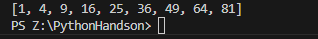 [1, 4, 9, 16, 25, 36, 49, 64, 81]
PS Z:\PythonHandson>